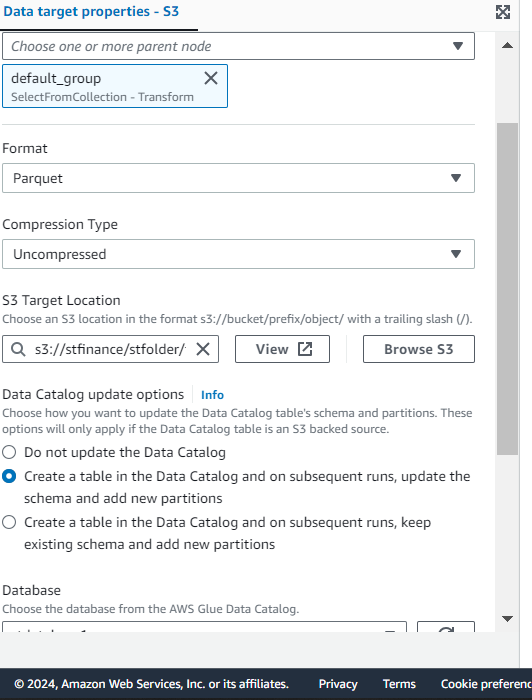 Data target properties - S3
Choose one or more parent node
default_group
SelectFromCollection - Transform
Format
Parquet
Compression Type
Uncompressed
S3 Target Location
Choose an S3 location in the format s3://bucket/prefix/object/ with a trailing slash (/).
s3://stfinance/stfolder/
View
Browse S3
Data Catalog update options
Info
Choose how you want to update the Data Catalog table's schema and partitions. These
options will only apply if the Data Catalog table is an S3 backed source.
Do not update the Data Catalog
Create a table in the Data Catalog and on subsequent runs, update the
schema and add new partitions
Create a table in the Data Catalog and on subsequent runs, keep
existing schema and add new partitions
Database
Choose the database from the AWS Glue Data Catalog.
© 2024, Amazon Web Services, Inc. or its affiliates.
Privacy
Terms
Cookie preferenc